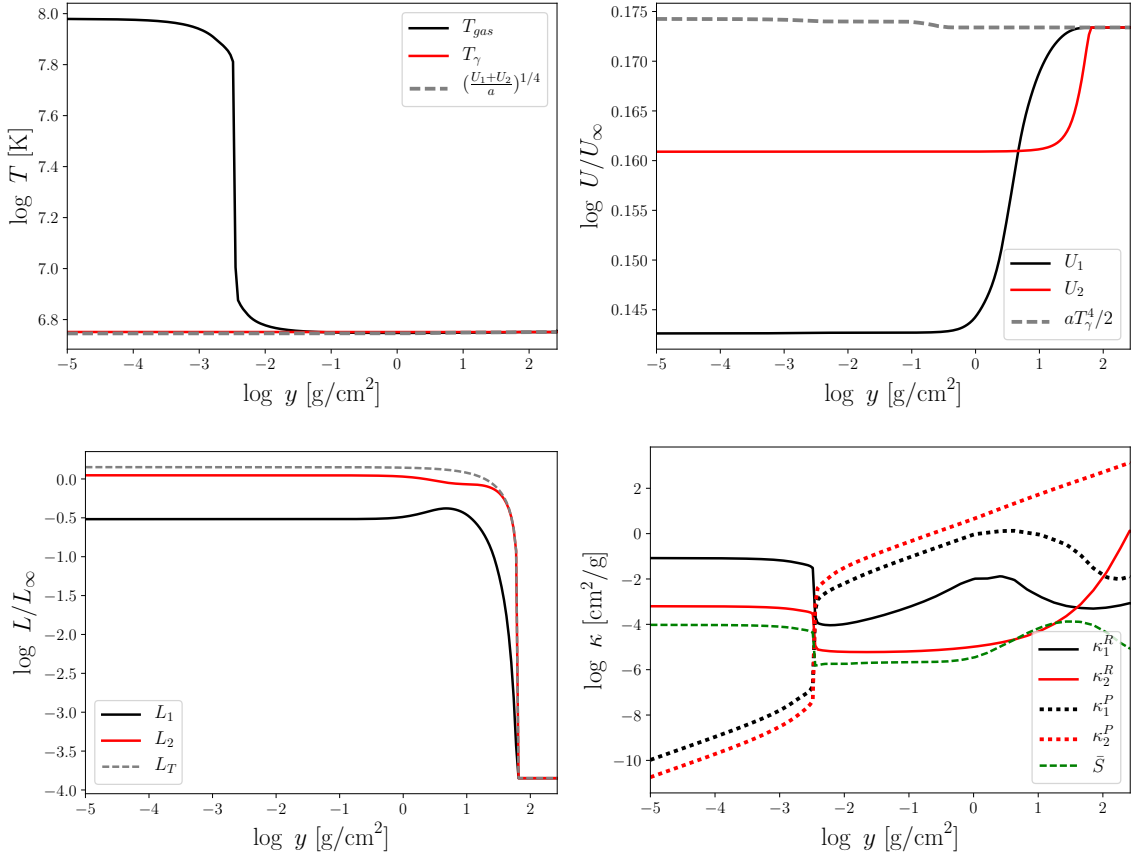 8.0
7.8
7.6
7.4
7.2
7.0
6.8
log T [K]
T_{gas}
T_γ
(\frac{U_1+U_2}{a})^{1/4}
−5 −4 −3 −2 −1 0 1 2
log y [g/cm²]
0.175
0.170
0.165
0.160
0.155
0.150
0.145
log U/U_∞
U_1
U_2
aT_γ^4/2
−5 −4 −3 −2 −1 0 1 2
log y [g/cm²]
0.0
−0.5
−1.0
−1.5
−2.0
−2.5
−3.0
−3.5
−4.0
log L/L_∞
L_1
L_2
L_T
−5 −4 −3 −2 −1 0 1 2
log y [g/cm²]
2
0
−2
−4
−6
−8
−10
log κ [cm²/g]
κ_1^R
κ_2^R
κ_1^P
κ_2^P
S̄
−5 −4 −3 −2 −1 0 1 2
log y [g/cm²]